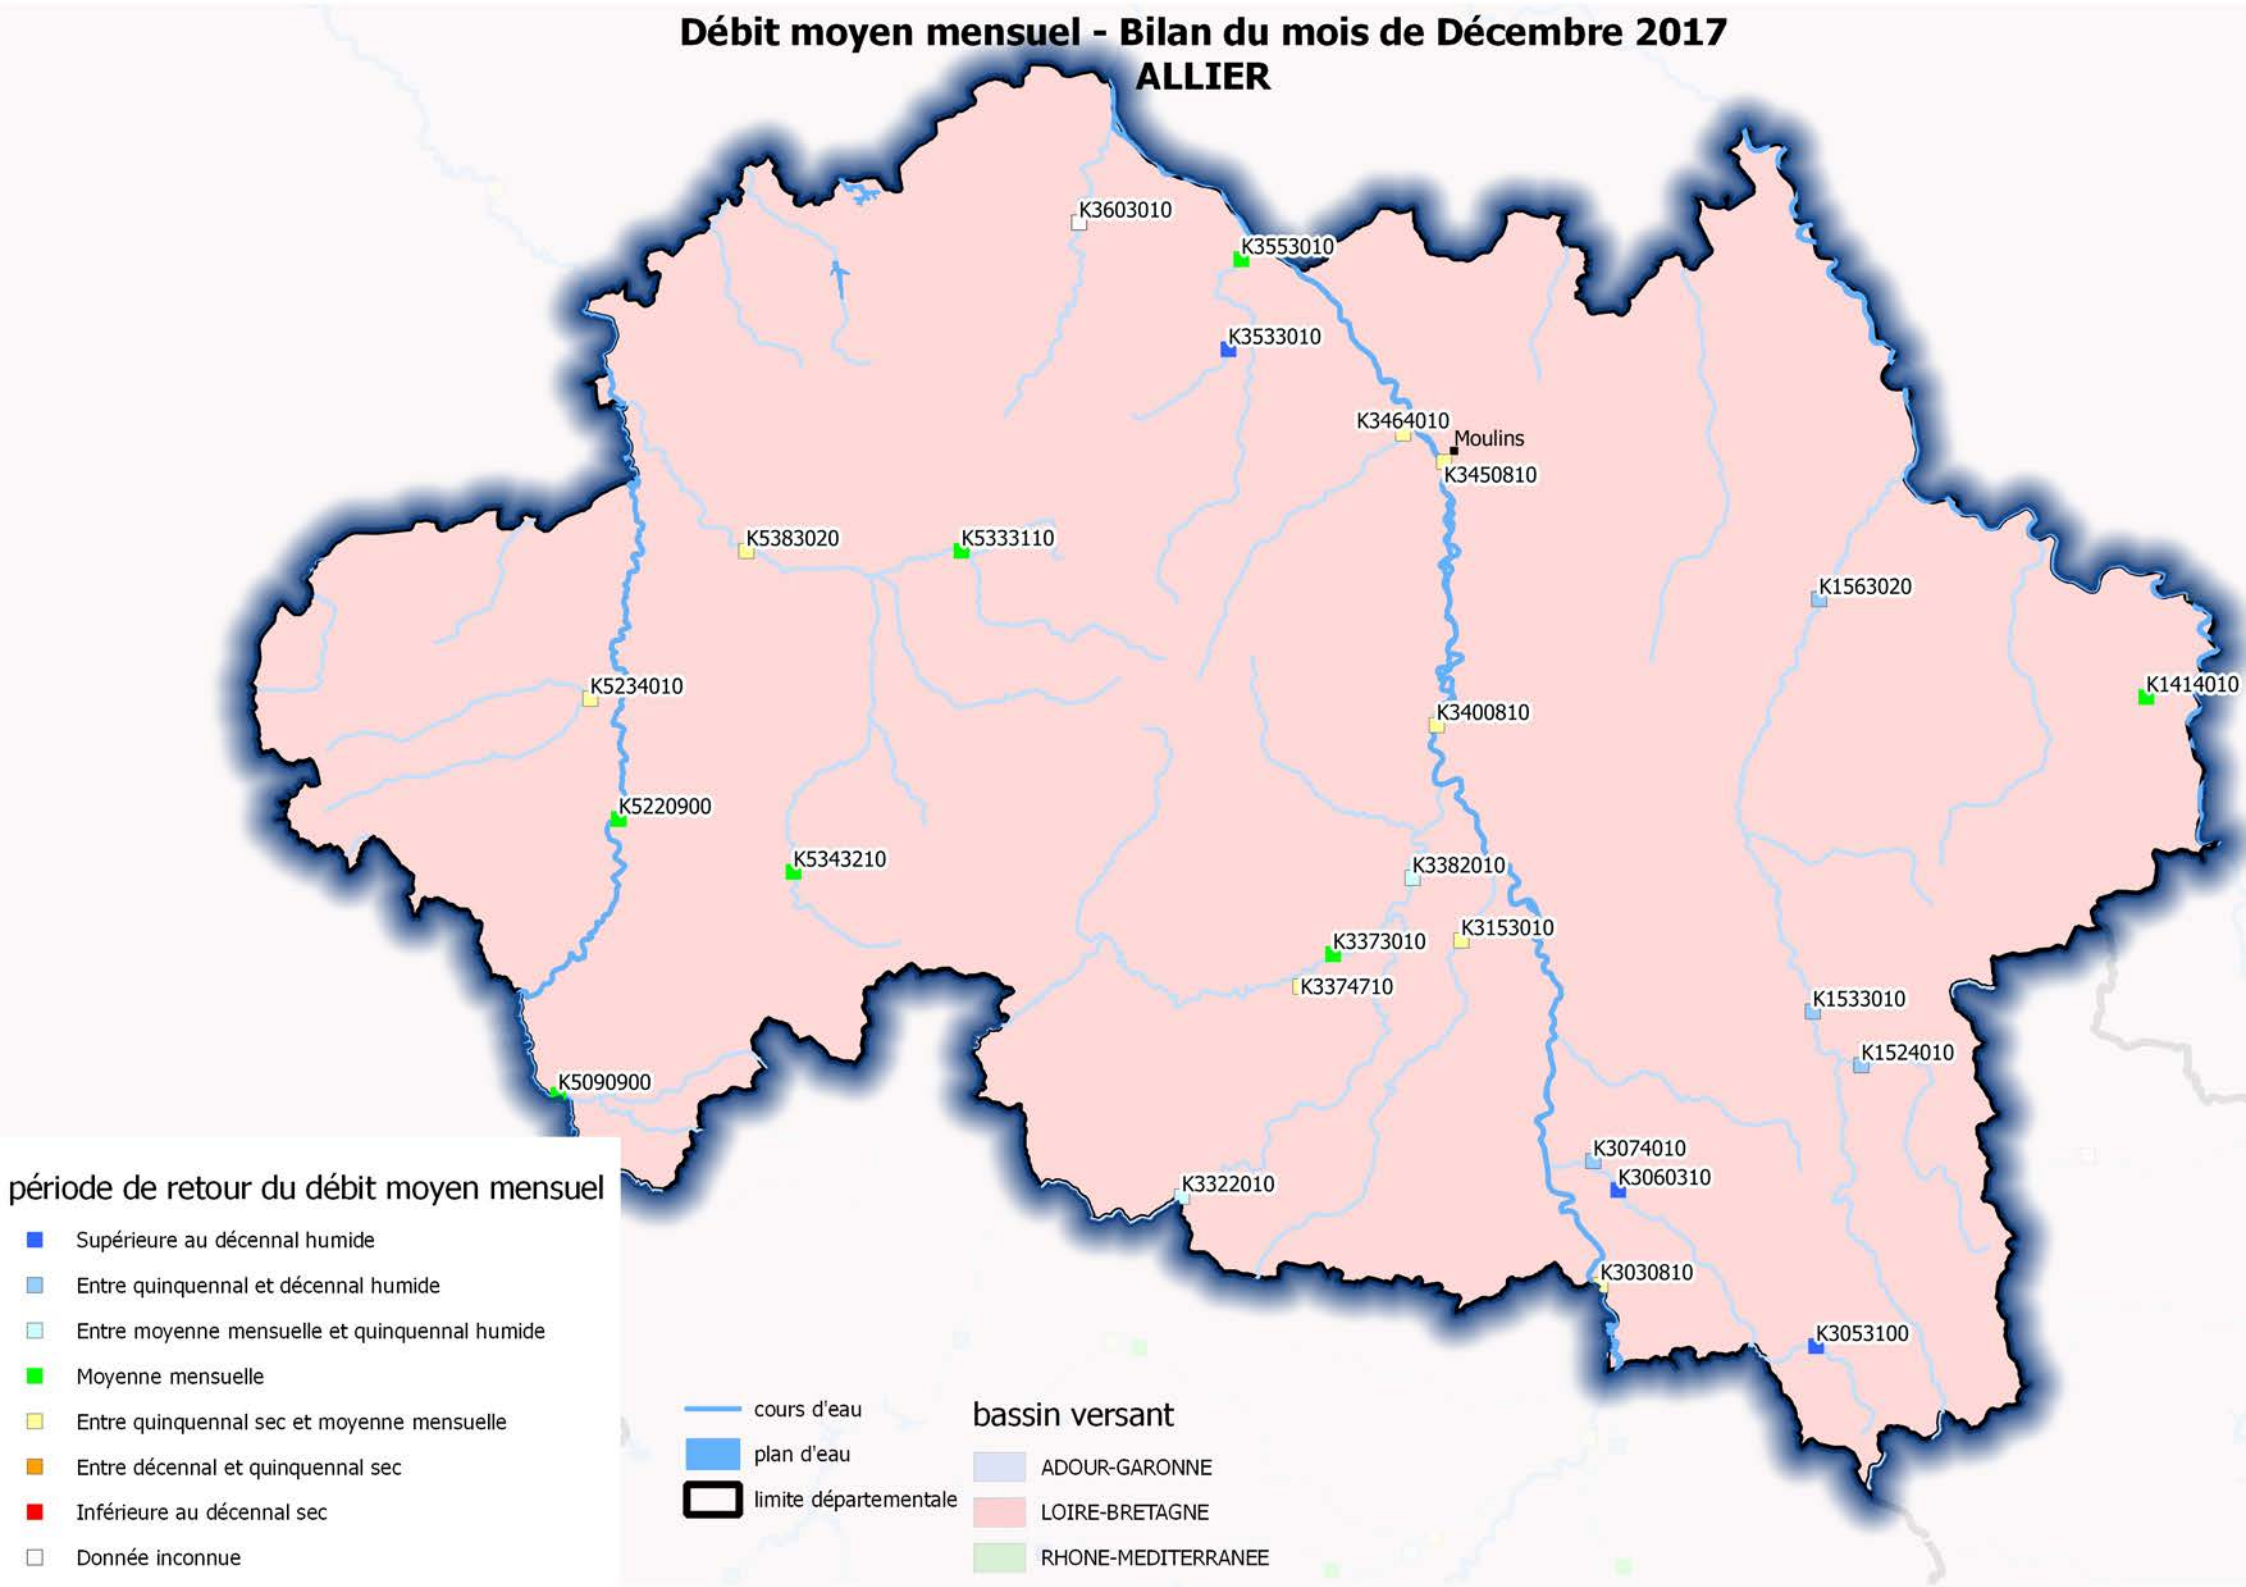 Débit moyen mensuel - Bilan du mois de Décembre 2017
ALLIER
K3603010
K3553010
K3533010
K3464010
Moulins
K3450810
K5383020
K5333110
K1563020
K5234010
K1414010
K3400810
K5220900
K5343210
K3382010
K3153010
K3373010
K3374710
K1533010
K1524010
K5090900
K3074010
K3060310
K3322010
K3030810
K3053100
période de retour du débit moyen mensuel
Supérieure au décennal humide
Entre quinquennal et décennal humide
Entre moyenne mensuelle et quinquennal humide
Moyenne mensuelle
Entre quinquennal sec et moyenne mensuelle
Entre décennal et quinquennal sec
Inférieure au décennal sec
Donnée inconnue
cours d'eau
plan d'eau
limite départementale
bassin versant
ADOUR-GARONNE
LOIRE-BRETAGNE
RHONE-MEDITERRANEE